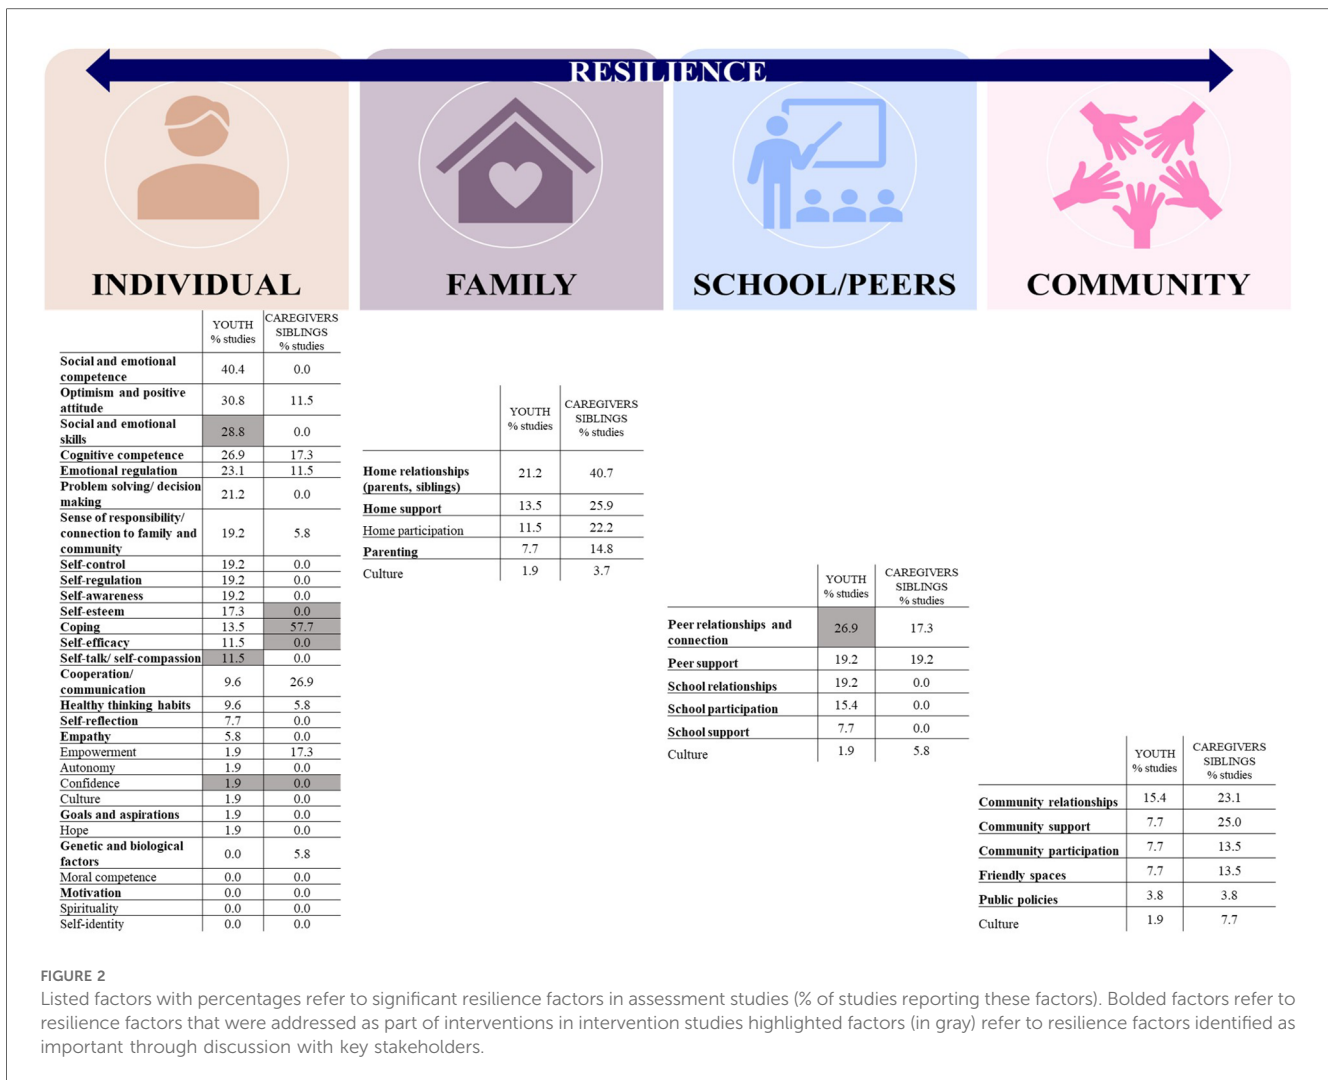 RESILIENCE
INDIVIDUAL
FAMILY
SCHOOL/PEERS
COMMUNITY
YOUTH
% studies
CAREGIVERS
SIBLINGS
% studies
Social and emotional
competence 40.4 0.0
Optimism and positive
attitude 30.8 11.5
Social and emotional
skills 28.8 0.0
Cognitive competence 26.9 17.3
Emotional regulation 23.1 11.5
Problem solving/ decision
making 21.2 0.0
Sense of responsibility/
connection to family and
community 19.2 5.8
Self-control 19.2 0.0
Self-regulation 19.2 0.0
Self-awareness 19.2 0.0
Self-esteem 17.3 0.0
Coping 13.5 57.7
Self-efficacy 11.5 0.0
Self-talk/ self-compassion 11.5 0.0
Cooperation/
communication 9.6 26.9
Healthy thinking habits 9.6 5.8
Self-reflection 7.7 0.0
Empathy 5.8 0.0
Empowerment 1.9 17.3
Autonomy 1.9 0.0
Confidence 1.9 0.0
Culture 1.9 0.0
Goals and aspirations 1.9 0.0
Hope 1.9 0.0
Genetic and biological
factors 0.0 5.8
Moral competence 0.0 0.0
Motivation 0.0 0.0
Spirituality 0.0 0.0
Self-identity 0.0 0.0
YOUTH
% studies
CAREGIVERS
SIBLINGS
% studies
Home relationships
(parents, siblings) 21.2 40.7
Home support 13.5 25.9
Home participation 11.5 22.2
Parenting 7.7 14.8
Culture 1.9 3.7
YOUTH
% studies
CAREGIVERS
SIBLINGS
% studies
Peer relationships and
connection 26.9 17.3
Peer support 19.2 19.2
School relationships 19.2 0.0
School participation 15.4 0.0
School support 7.7 0.0
Culture 1.9 5.8
YOUTH
% studies
CAREGIVERS
SIBLINGS
% studies
Community relationships 15.4 23.1
Community support 7.7 25.0
Community participation 7.7 13.5
Friendly spaces 7.7 13.5
Public policies 3.8 3.8
Culture 1.9 7.7
FIGURE 2
Listed factors with percentages refer to significant resilience factors in assessment studies (% of studies reporting these factors). Bolded factors refer to
resilience factors that were addressed as part of interventions in intervention studies highlighted factors (in gray) refer to resilience factors identified as
important through discussion with key stakeholders.